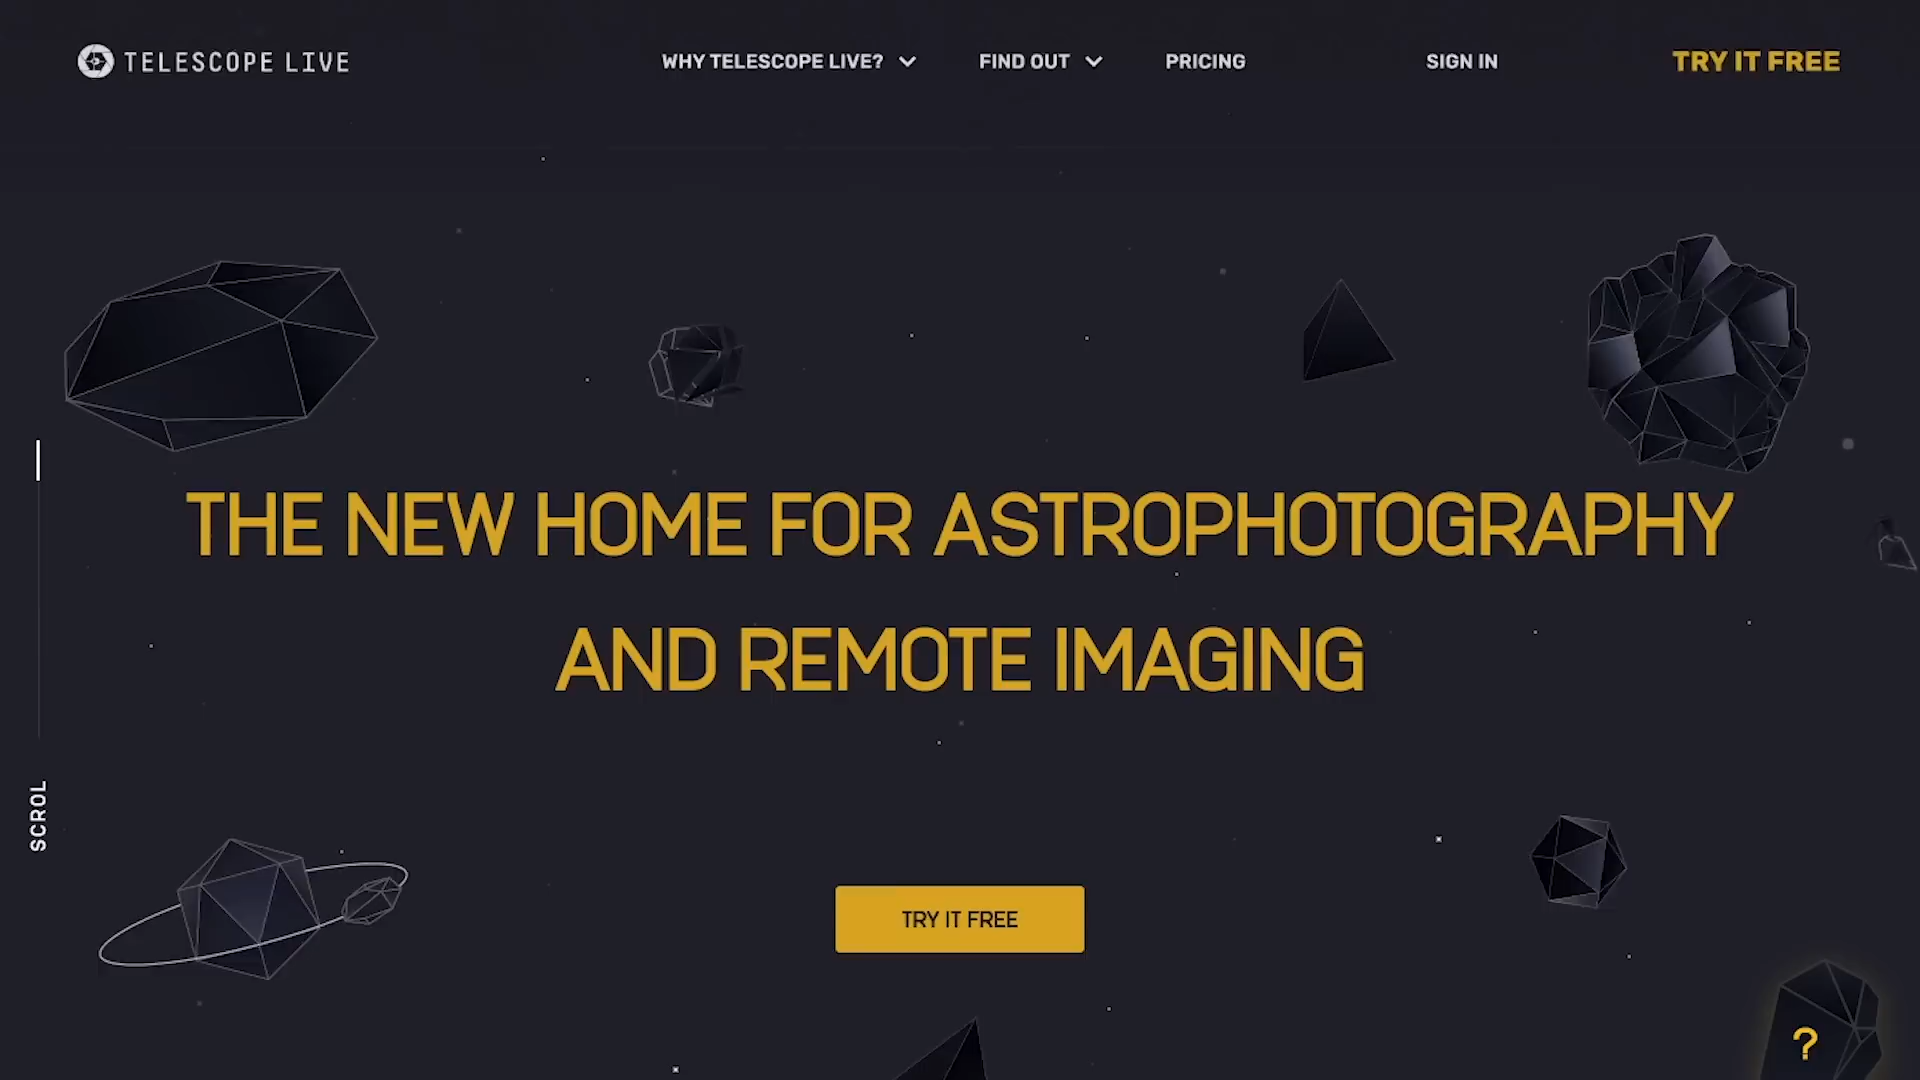 TELESCOPE LIVE
WHY TELESCOPE LIVE?
FIND OUT
PRICING
SIGN IN
TRY IT FREE
THE NEW HOME FOR ASTROPHOTOGRAPHY
AND REMOTE IMAGING
SCROL
TRY IT FREE
?